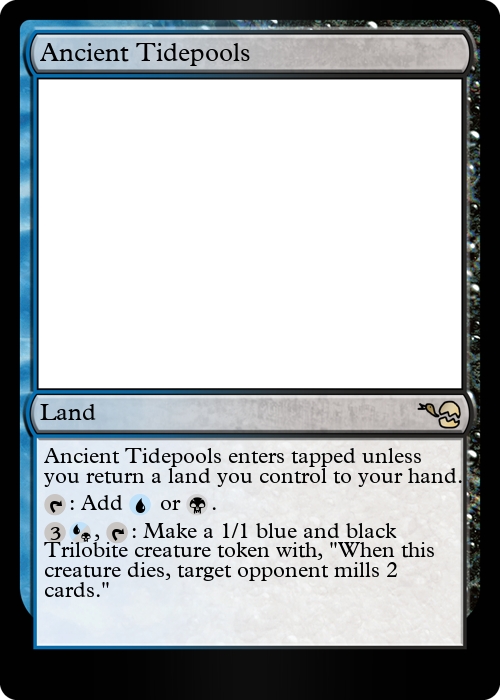 Ancient Tidepools
Land
Ancient Tidepools enters tapped unless
you return a land you control to your hand.
: Add or .
3 , : Make a 1/1 blue and black
Trilobite creature token with, "When this
creature dies, target opponent mills 2
cards."